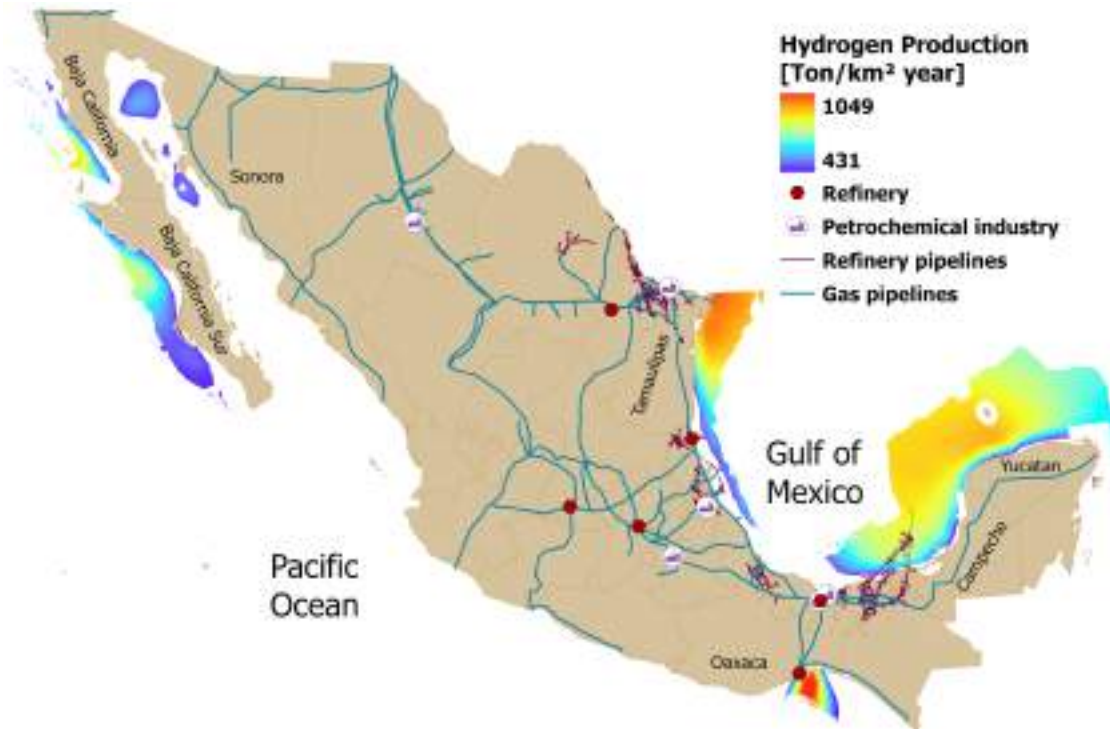 Hydrogen Production
[Ton/km² year]
1049
431
Refinery
Petrochemical industry
Refinery pipelines
Gas pipelines
Baja California
Sonora
Baja California Sur
Tamaulipas
Gulf of
Mexico
Yucatan
Campeche
Pacific
Ocean
Oaxaca